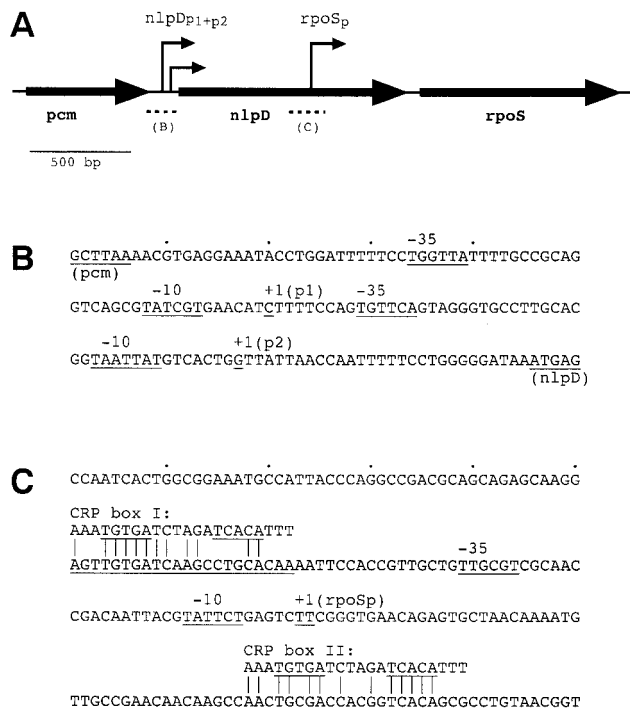 A
nlpDp1+p2
rpoSp
pcm
(B)
nlpD
(C)
rpoS
500 bp
B
-35
GCTTAAAACGTGAGGAAATACCTGGATTTTTCCTGGTTATTTTGCCGCAG
(pcm)
-10 +1(p1) -35
GTCAGCGTATCGTGAACATCTTTTCCAGTGTTCAGTAGGGTGCCTTGCAC
-10 +1(p2)
GGTAATTATGTCACTGGTTATTAACCAATTTTTCCTGGGGGATAAATGAG
(nlpD)
C
CCAATCACTGGCGGAAATGCCATTACCCAGGCCGACGCAGCAGAGCAAGG
CRP box I:
AAATGTGATCTAGATCACATTT
-35
AGTTGTGATCAAGCCTGCACAAAATTCCACCGTTGCTGTTGCGTCGCAAC
-10 +1(rpoSp)
CGACAATTACGTATTCTGAGTCTTCGGGTGAACAGAGTGCTAACAAAATG
CRP box II:
AAATGTGATCTAGATCACATTT
TTGCCGAACAACAAGCCAACTGCGACCACGGTCACAGCGCCTGTAACGGT